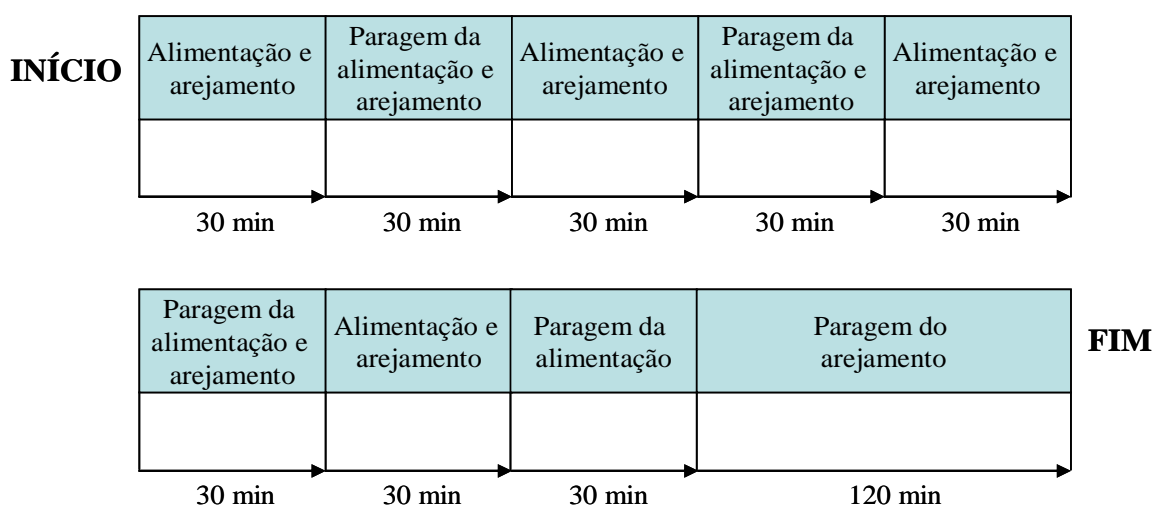 INÍCIO
Alimentação e
arejamento
Paragem da
alimentação e
arejamento
Alimentação e
arejamento
Paragem da
alimentação e
arejamento
Alimentação e
arejamento
30 min
30 min
30 min
30 min
30 min
Paragem da
alimentação e
arejamento
Alimentação e
arejamento
Paragem da
alimentação
Paragem do
arejamento
FIM
30 min
30 min
30 min
120 min